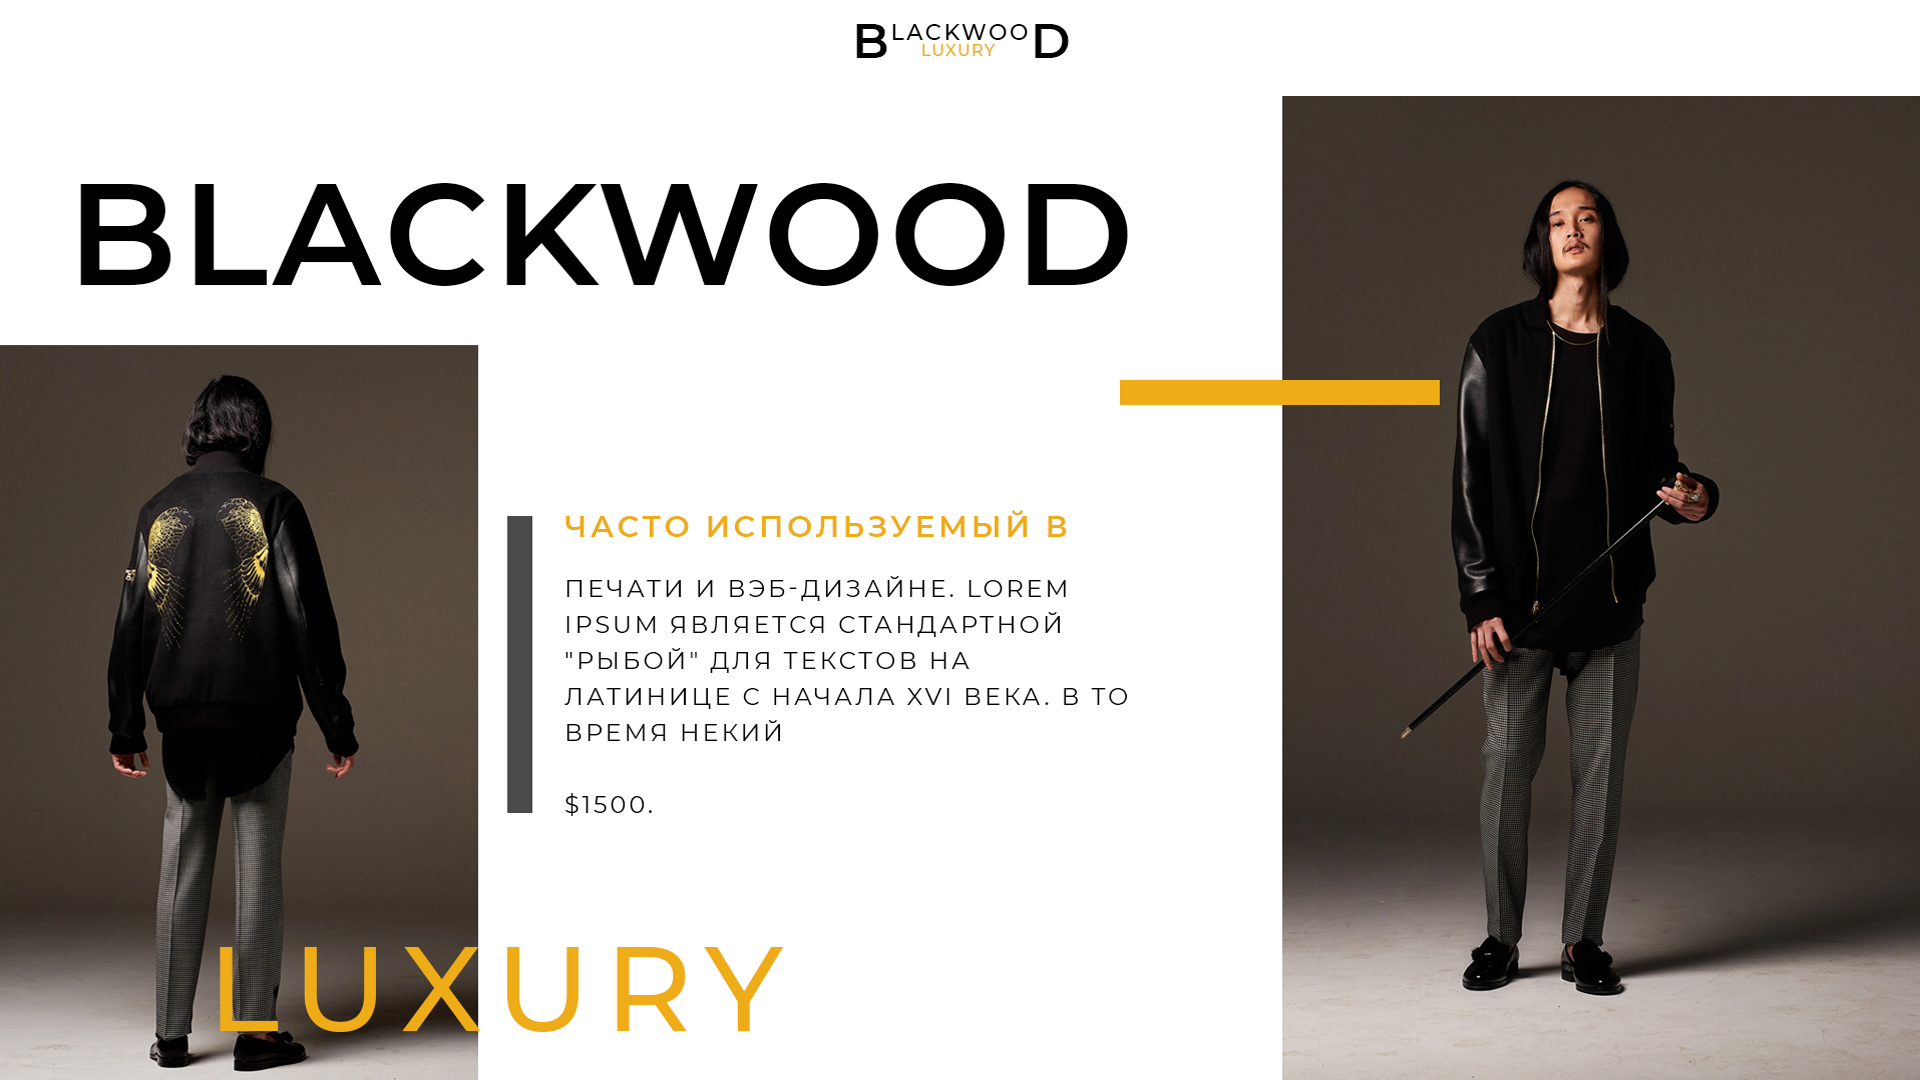 BLACKWOOD
LUXURY
BLACKWOOD
ЧАСТО ИСПОЛЬЗУЕМЫЙ В
ПЕЧАТИ И ВЭБ-ДИЗАЙНЕ. LOREM
IPSUM ЯВЛЯЕТСЯ СТАНДАРТНОЙ
"РЫБОЙ" ДЛЯ ТЕКСТОВ НА
ЛАТИНИЦЕ С НАЧАЛА XVI ВЕКА. В ТО
ВРЕМЯ НЕКИЙ
$1500.
LUXURY